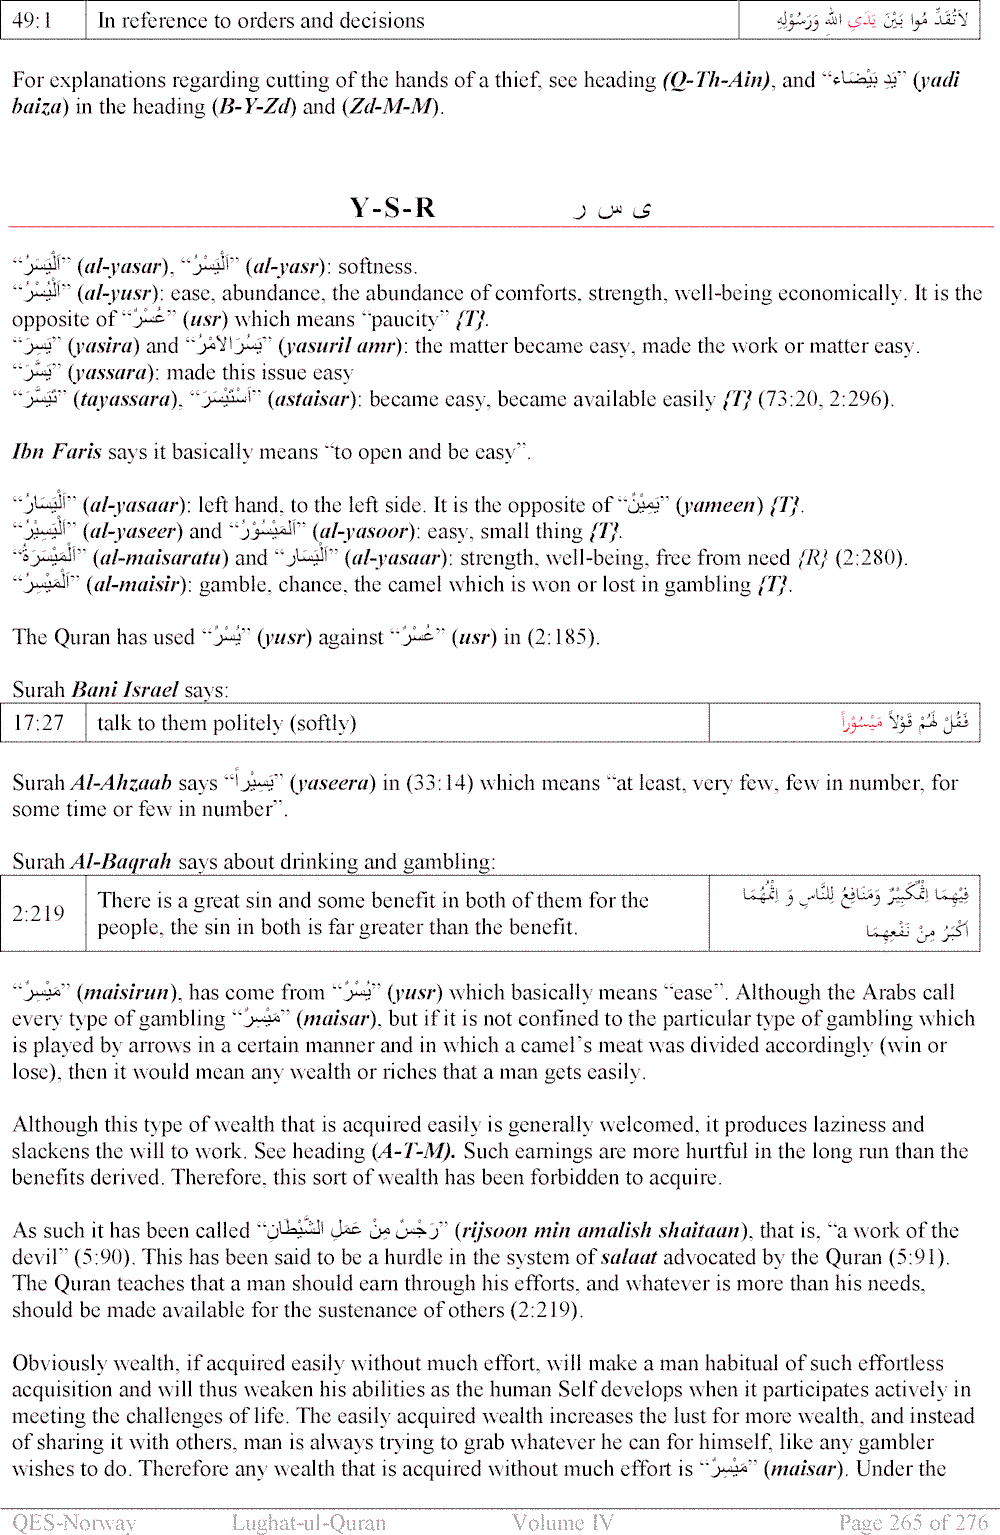 49:1 In reference to orders and decisions لَاتُقَدِّ مُوا بَيْنَ يَدَيِ اللهِ وَرَسُوْلِهِ
For explanations regarding cutting of the hands of a thief, see heading (Q-Th-Ain), and “يَدِ بَيْضَاء” (yadi
baiza) in the heading (B-Y-Zd) and (Zd-M-M).
Y-S-R ی س ر
“اَلْيَسَرُ” (al-yasar), “اَلْيَسْرُ” (al-yasr): softness.
“اَلْيُسْرُ” (al-yusr): ease, abundance, the abundance of comforts, strength, well-being economically. It is the
opposite of “عُسْرٌ” (usr) which means “paucity” {T}.
“يَسِرَ” (yasira) and “يَسُرَالْاَمْرُ” (yasuril amr): the matter became easy, made the work or matter easy.
“يَسَّرَ” (yassara): made this issue easy
“تَيَسَّرَ” (tayassara), “اَسْتَيْسَرَ” (astaisar): became easy, became available easily {T} (73:20, 2:296).
Ibn Faris says it basically means “to open and be easy”.
“اَلْيَسَارُ” (al-yasaar): left hand, to the left side. It is the opposite of “يَمِيْنٌ” (yameen) {T}.
“اَلْيَسِيْرُ” (al-yaseer) and “اَلْمَيْسُوْرُ” (al-yasoor): easy, small thing {T}.
“اَلْمَيْسَرَةُ” (al-maisaratu) and “اَلْيَسَارُ” (al-yasaar): strength, well-being, free from need {R} (2:280).
“اَلْمَيْسِرُ” (al-maisir): gamble, chance, the camel which is won or lost in gambling {T}.
The Quran has used “يُسْرٌ” (yusr) against “عُسْرٌ” (usr) in (2:185).
Surah Bani Israel says:
17:27 talk to them politely (softly) فَقُلْ لَهُمْ قَوْلاً مَيْسُوْراً
Surah Al-Ahzaab says “يَسِيْراً” (yaseera) in (33:14) which means “at least, very few, few in number, for
some time or few in number”.
Surah Al-Baqrah says about drinking and gambling:
2:219 There is a great sin and some benefit in both of them for the فِيْهِمَا اِثْمٌ كَبِيْرٌ وَمَنَافِعُ لِلنَّاسِ وَ اِثْمُهُمَا
people, the sin in both is far greater than the benefit. اَكْبَرُ مِنْ نَفْعِهِمَا
“مَيْسِرٌ” (maisirun), has come from “يُسْرٌ” (yusr) which basically means “ease”. Although the Arabs call
every type of gambling “مَيْسِرٌ” (maisar), but if it is not confined to the particular type of gambling which
is played by arrows in a certain manner and in which a camel’s meat was divided accordingly (win or
lose), then it would mean any wealth or riches that a man gets easily.
Although this type of wealth that is acquired easily is generally welcomed, it produces laziness and
slackens the will to work. See heading (A-T-M). Such earnings are more hurtful in the long run than the
benefits derived. Therefore, this sort of wealth has been forbidden to acquire.
As such it has been called “رِجْسٌ مِنْ عَمَلِ الشَّيْطَانِ” (rijsoon min amalish shaitaan), that is, “a work of the
devil” (5:90). This has been said to be a hurdle in the system of salaat advocated by the Quran (5:91).
The Quran teaches that a man should earn through his efforts, and whatever is more than his needs,
should be made available for the sustenance of others (2:219).
Obviously wealth, if acquired easily without much effort, will make a man habitual of such effortless
acquisition and will thus weaken his abilities as the human Self develops when it participates actively in
meeting the challenges of life. The easily acquired wealth increases the lust for more wealth, and instead
of sharing it with others, man is always trying to grab whatever he can for himself, like any gambler
wishes to do. Therefore any wealth that is acquired without much effort is “مَيْسِرٌ” (maisar). Under the
QES-Norway Lughat-ul-Quran Volume IV Page 265 of 276